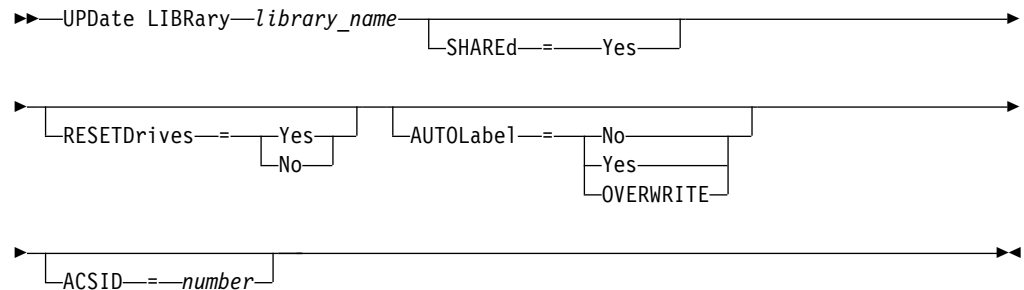 UPDate LIBRary library_name
SHAREd = Yes
RESETDrives = Yes AUTOLabel = No
No Yes
OVERWRITE
ACSID = number